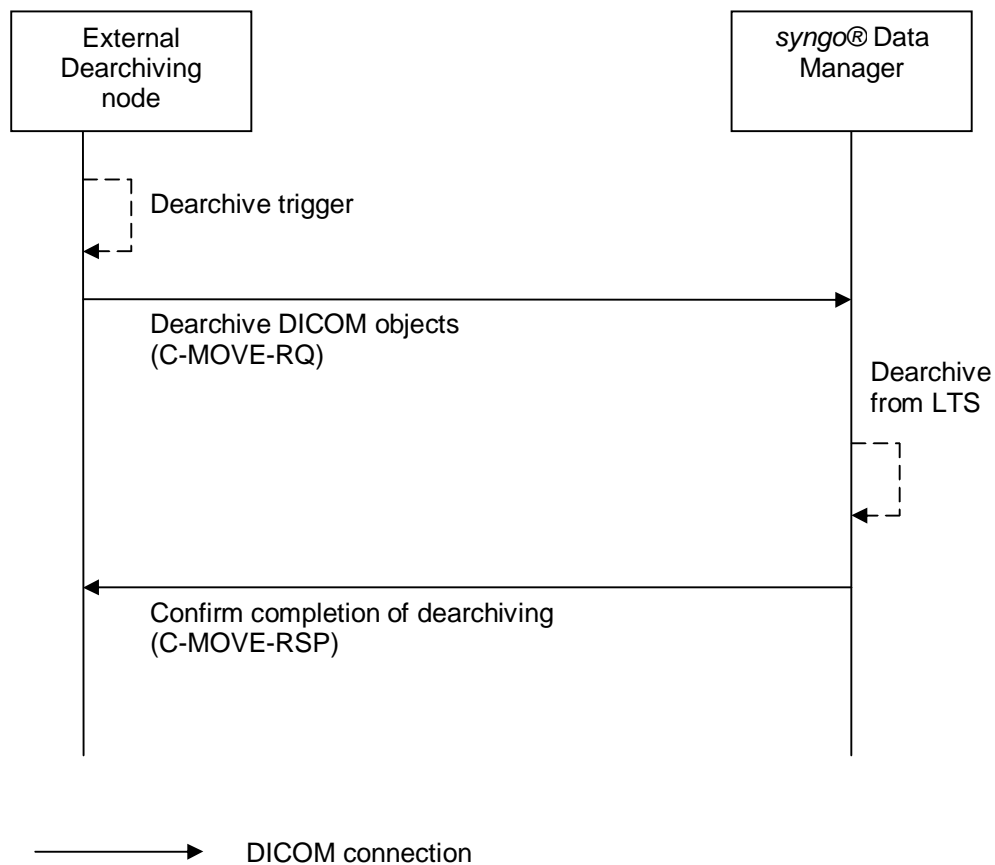 External
Dearchiving
node
syngo® Data
Manager
Dearchive trigger
Dearchive DICOM objects
(C-MOVE-RQ)
Dearchive
from LTS
Confirm completion of dearchiving
(C-MOVE-RSP)
DICOM connection